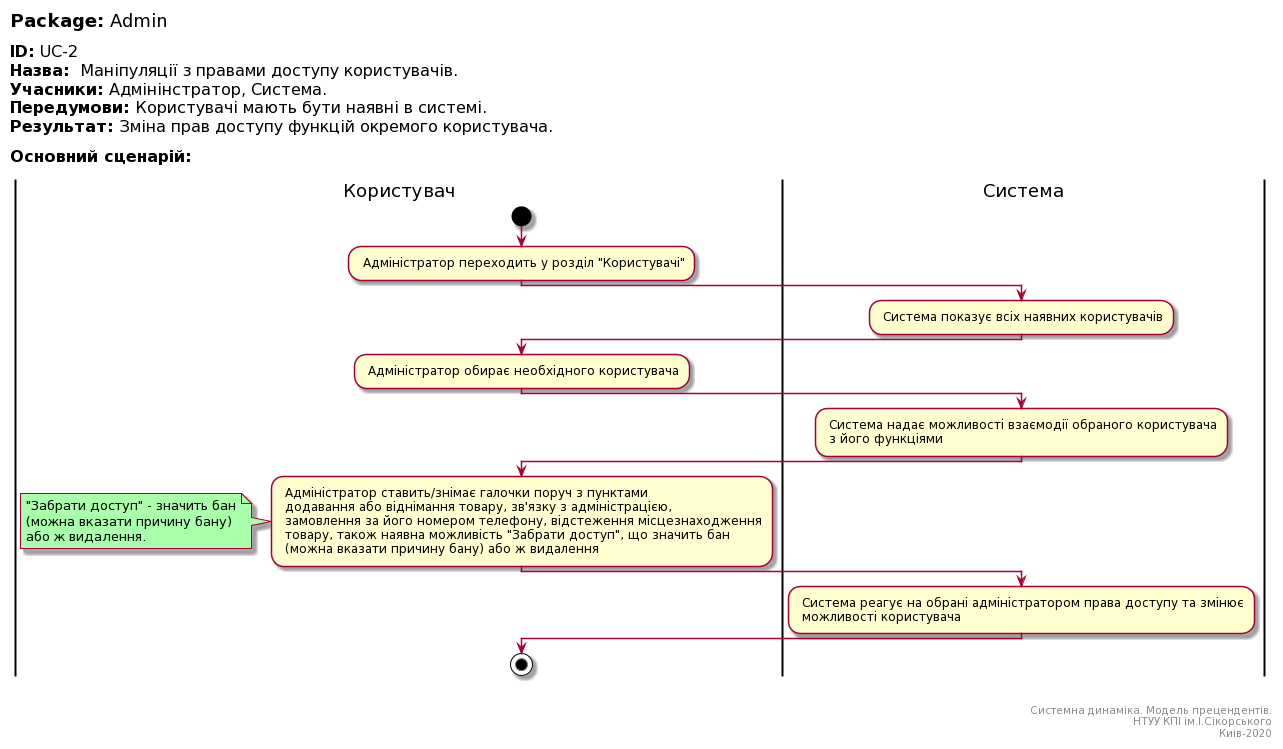 Package: Admin
ID: UC-2
Назва: Маніпуляції з правами доступу користувачів.
Учасники: Адміінстратор, Система.
Передумови: Користувачі мають бути наявні в системі.
Результат: Зміна прав доступу функцій окремого користувача.
Основний сценарій:
Користувач
Система
Адміністратор переходить у розділ "Користувачі"
Система показує всіх наявних користувачів
Адміністратор обирає необхідного користувача
Система надає можливості взаємодії обраного користувача
з його функціями
"Забрати доступ" - значить бан
(можна вказати причину бану)
або ж видалення.
Адміністратор ставить/знімає галочки поруч з пунктами
додавання або віднімання товару, зв'язку з адміністрацією,
замовлення за його номером телефону, відстеження місцезнаходження
товару, також наявна можливість "Забрати доступ", що значить бан
(можна вказати причину бану) або ж видалення
Система реагує на обрані адміністратором права доступу та змінює
можливості користувача
Системна динаміка. Модель прецендентів.
НТУУ КПІ ім.І.Сікорського
Київ-2020